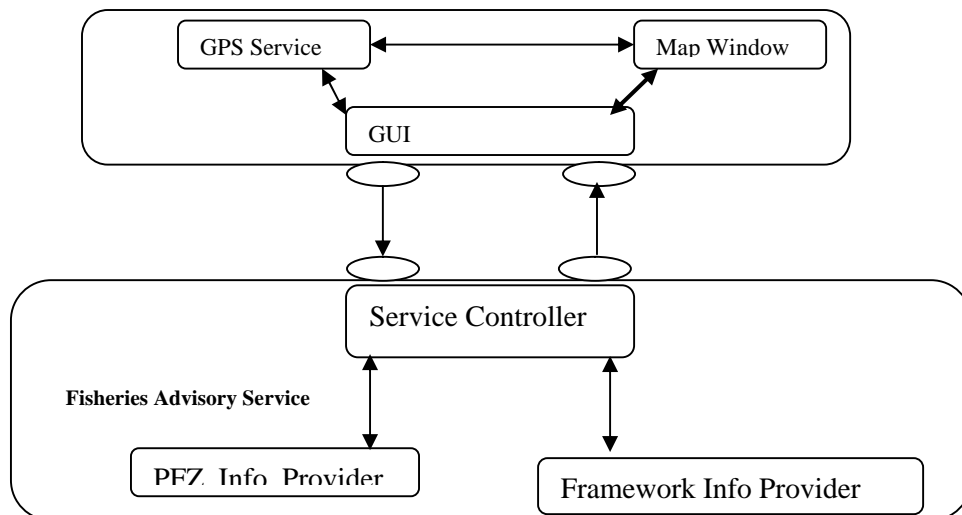 GPS Service
Map Window
GUI
Service Controller
Fisheries Advisory Service
PFZ Info Provider
Framework Info Provider